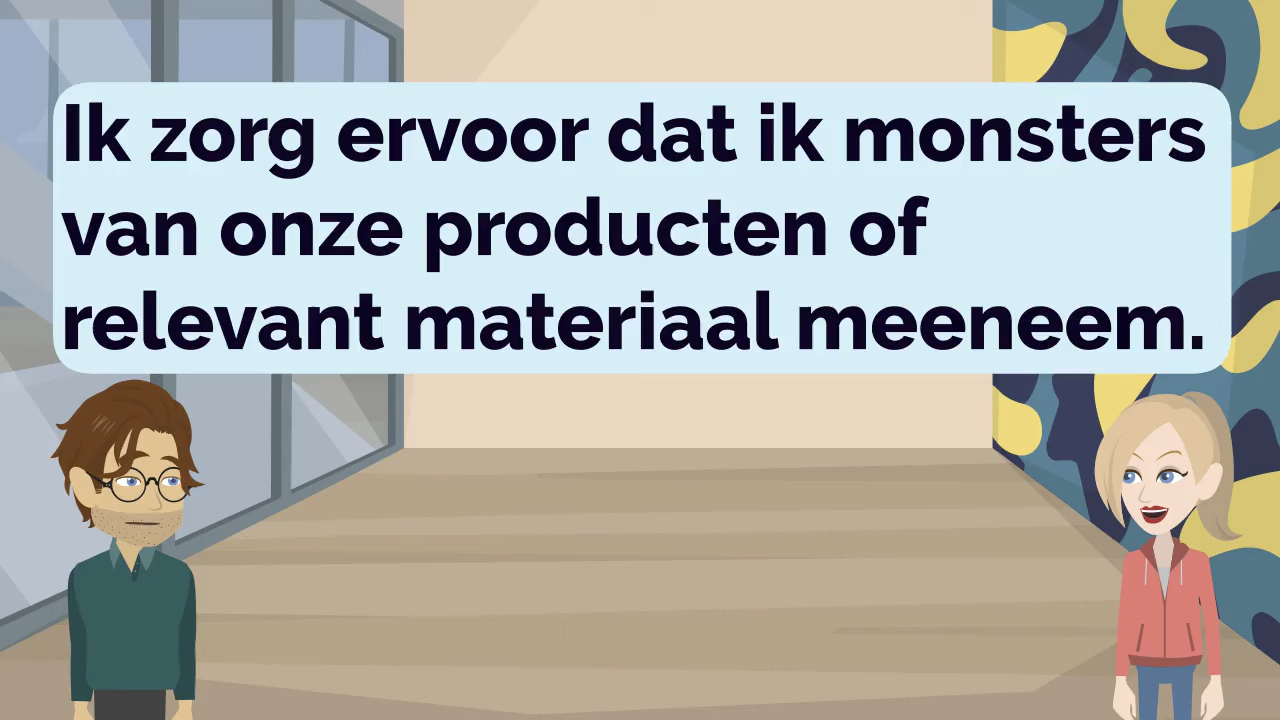 Ik zorg ervoor dat ik monsters
van onze producten of
relevant materiaal meeneem.